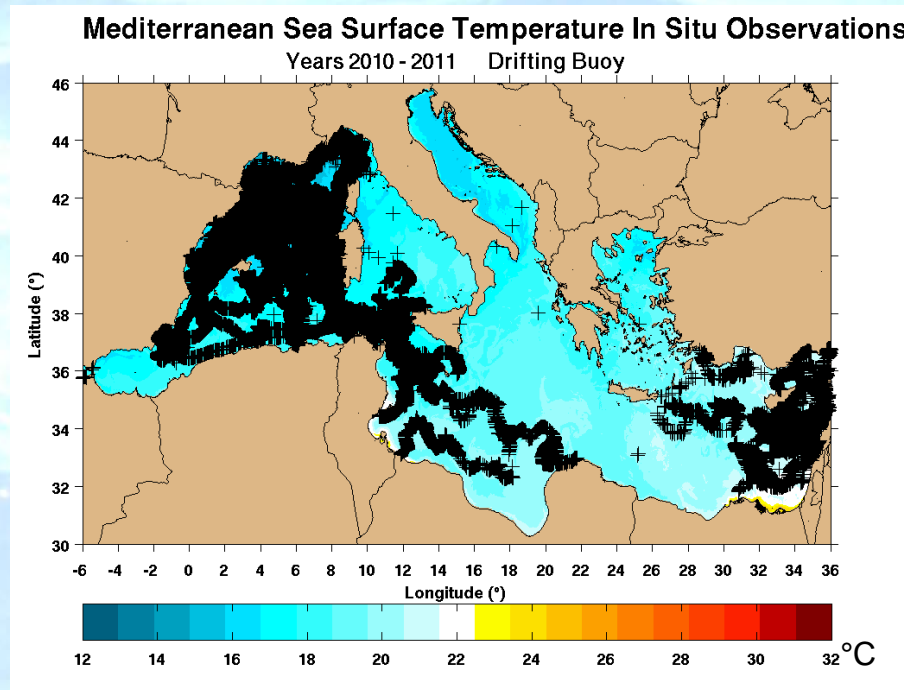 Mediterranean Sea Surface Temperature In Situ Observations
Years 2010 - 2011 Drifting Buoy
46
44
42
40
38
36
34
32
30
Latitude (°)
-6 -4 -2 0 2 4 6 8 10 12 14 16 18 20 22 24 26 28 30 32 34 36
Longitude (°)
12 14 16 18 20 22 24 26 28 30 32 °C